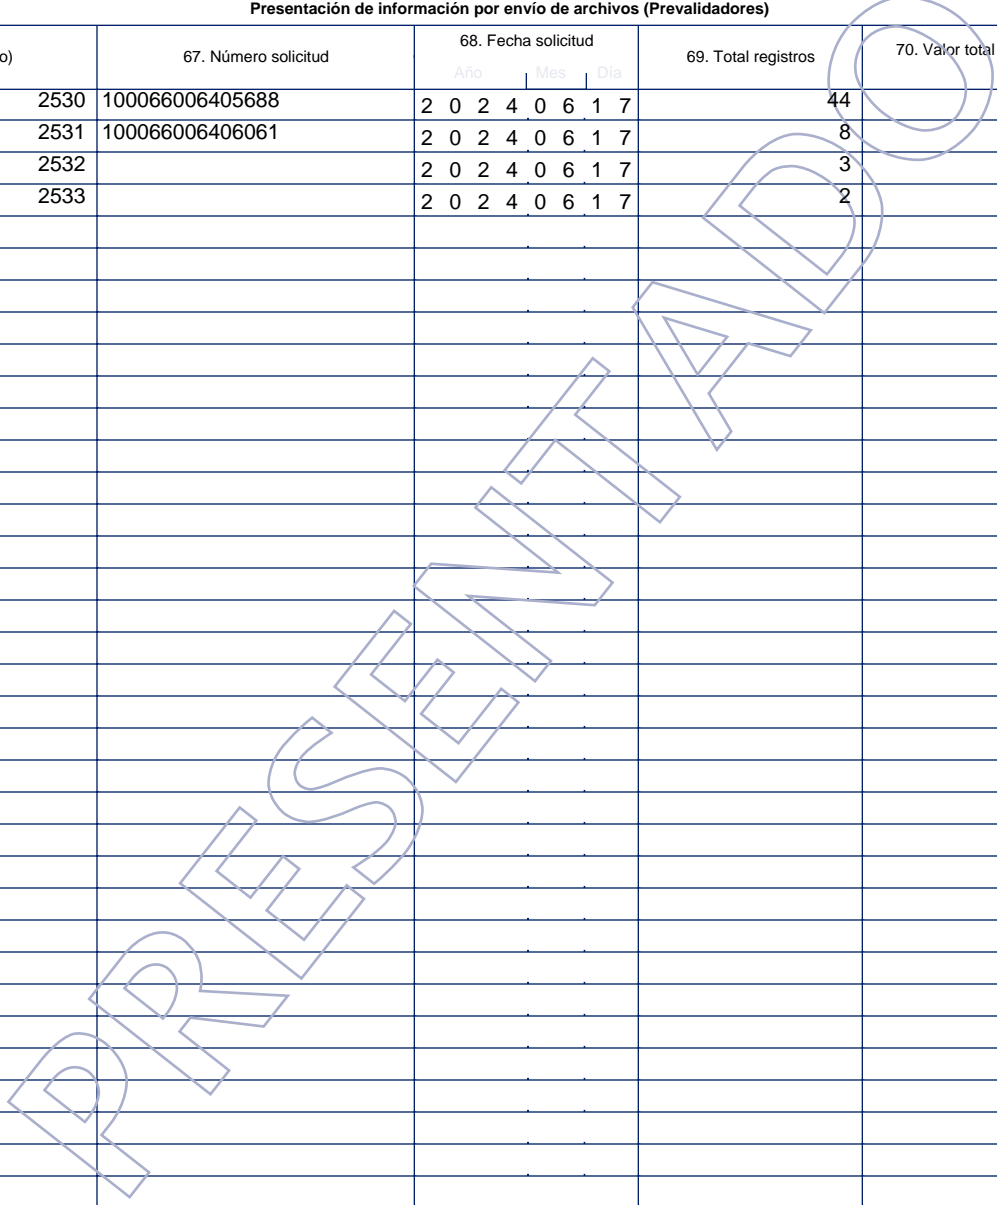 Presentación de información por envío de archivos (Prevalidadores)
o) 67. Número solicitud 68. Fecha solicitud 69. Total registros 70. Valor total
Año Mes Día
2530 100066006405688 2 0 2 4 0 6 1 7 44
2531 100066006406061 2 0 2 4 0 6 1 7 8
2532 2 0 2 4 0 6 1 7 3
2533 2 0 2 4 0 6 1 7 2
PRESENTADO